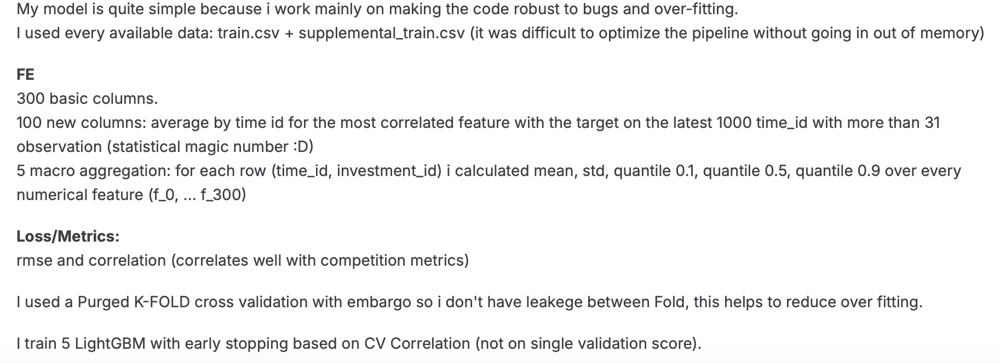 My model is quite simple because i work mainly on making the code robust to bugs and over-fitting.
I used every available data: train.csv + supplemental_train.csv (it was difficult to optimize the pipeline without going in out of memory)
FE
300 basic columns.
100 new columns: average by time id for the most correlated feature with the target on the latest 1000 time_id with more than 31
observation (statistical magic number :D)
5 macro aggregation: for each row (time_id, investment_id) i calculated mean, std, quantile 0.1, quantile 0.5, quantile 0.9 over every
numerical feature (f_0, ... f_300)
Loss/Metrics:
rmse and correlation (correlates well with competition metrics)
I used a Purged K-FOLD cross validation with embargo so i don't have leakege between Fold, this helps to reduce over fitting.
I train 5 LightGBM with early stopping based on CV Correlation (not on single validation score).